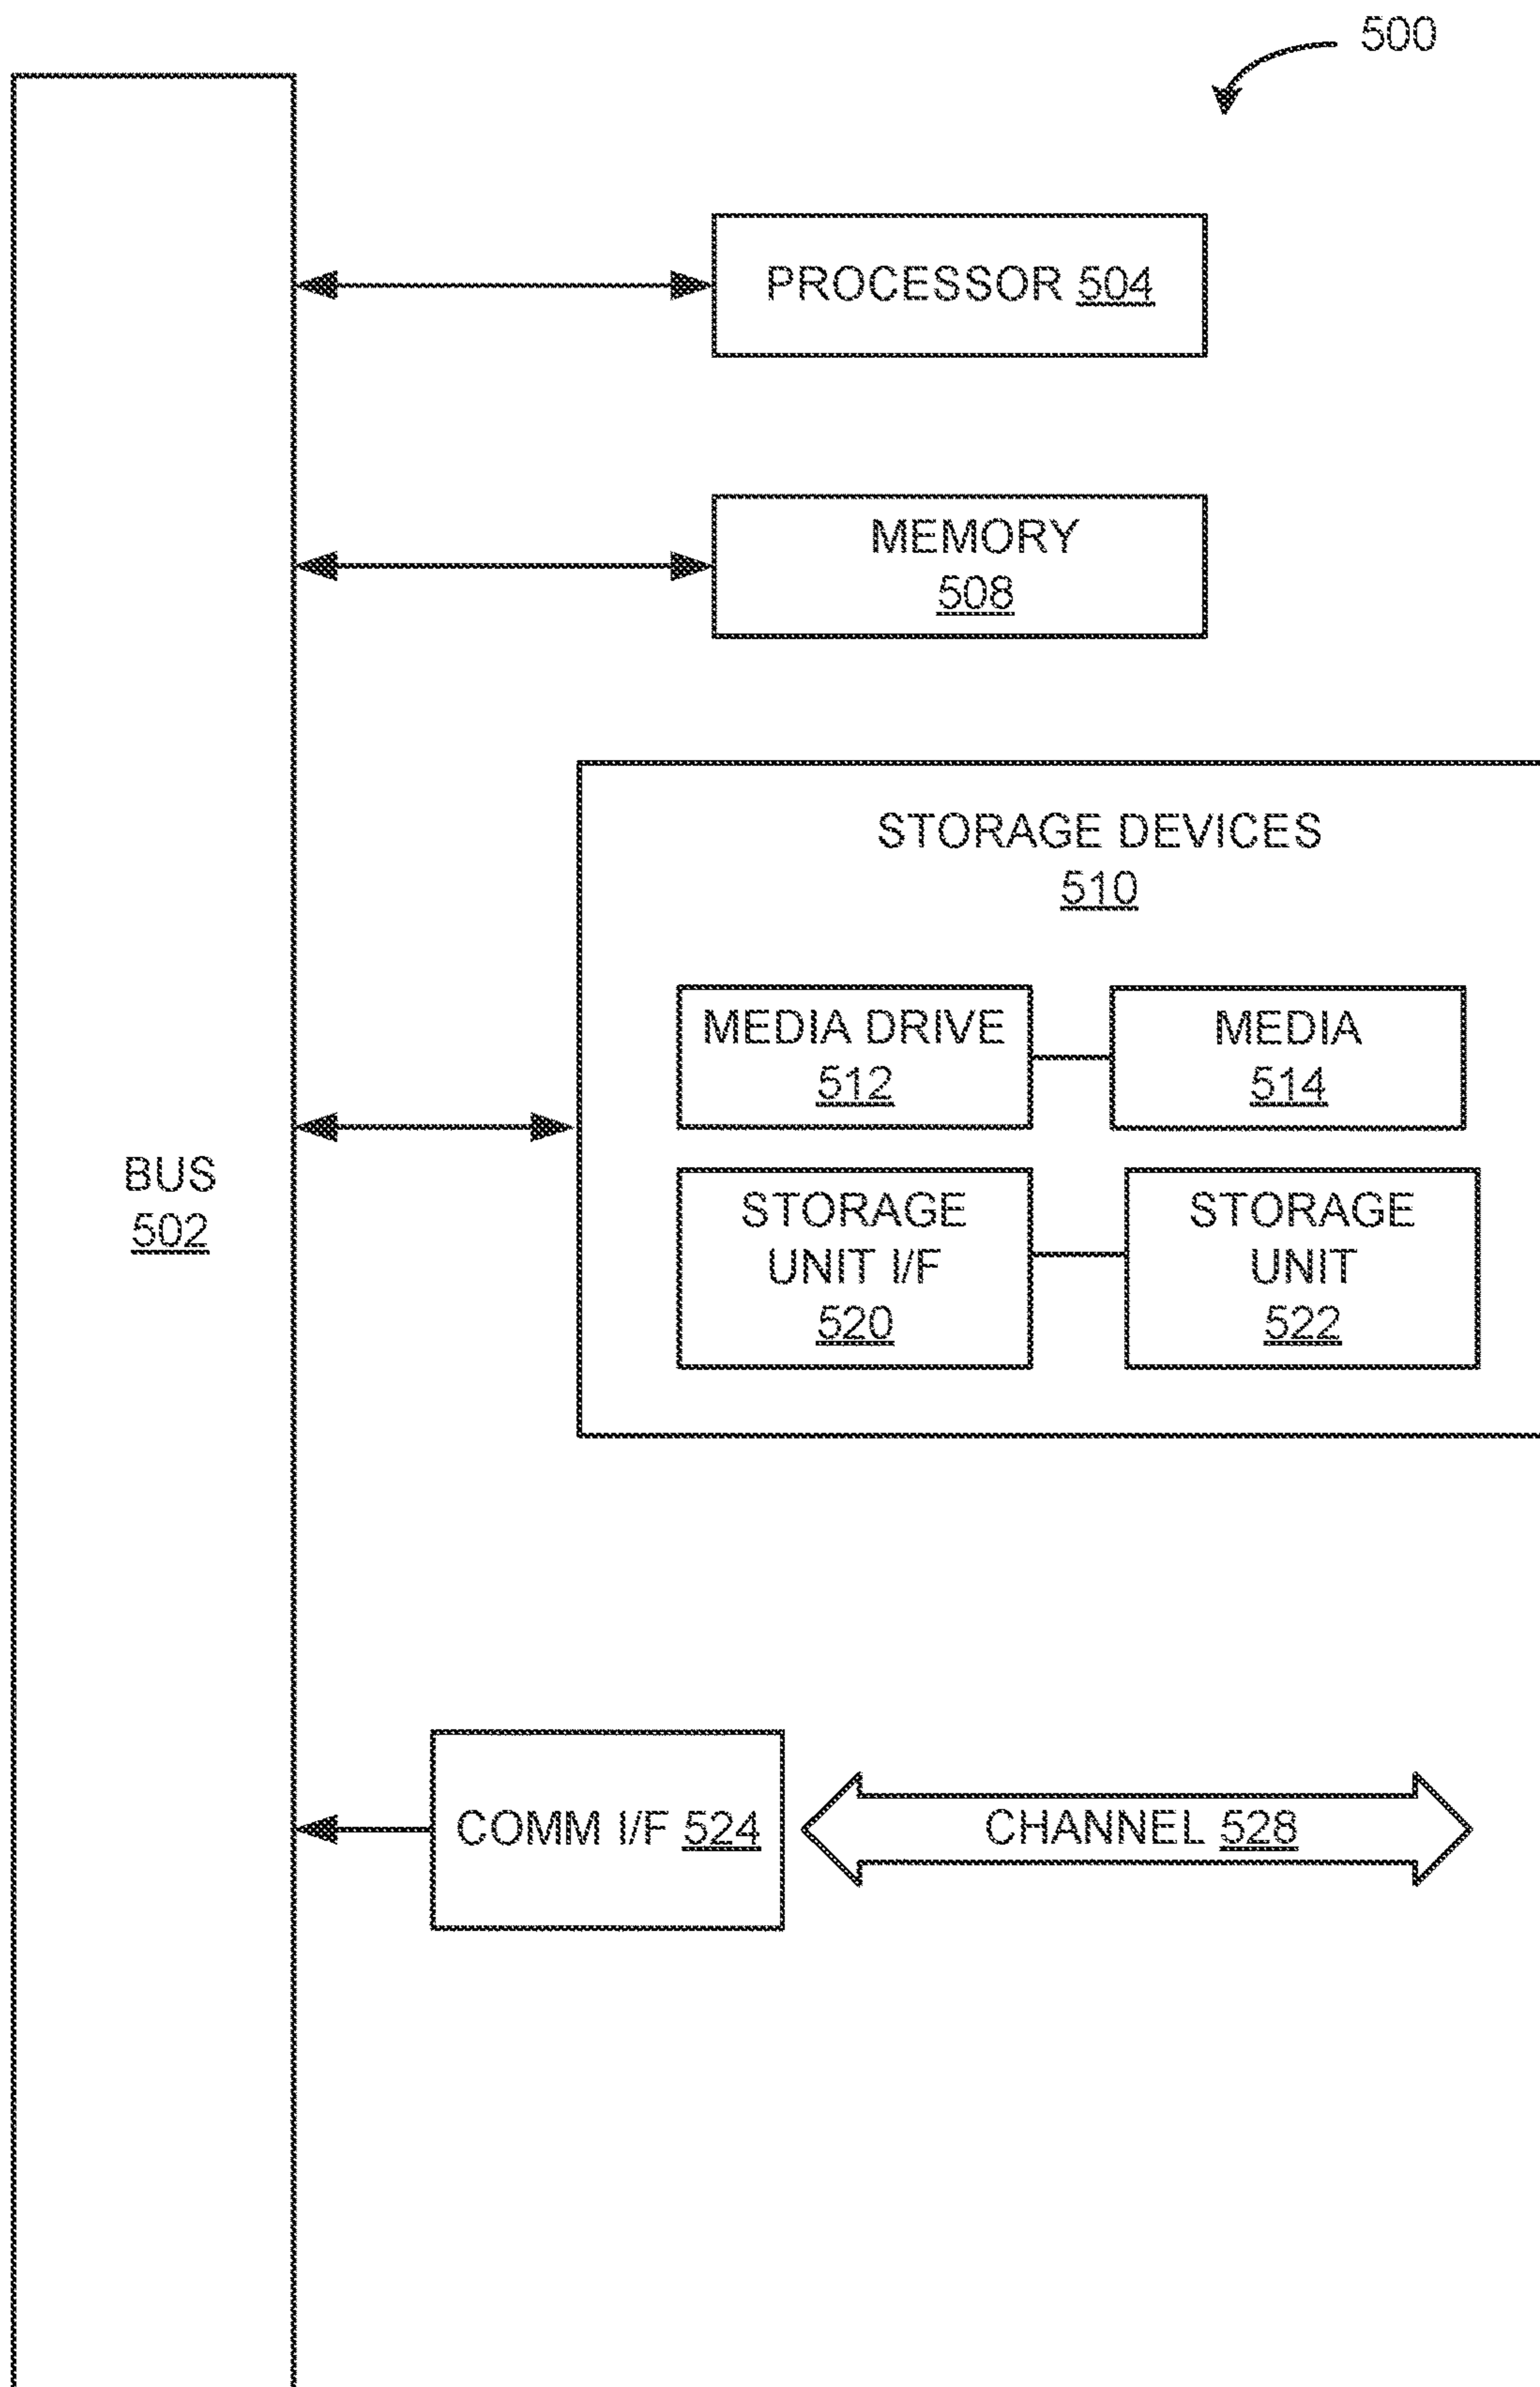 500
PROCESSOR 504
MEMORY
508
STORAGE DEVICES
510
MEDIA DRIVE
512
MEDIA
514
BUS
502
STORAGE
UNIT I/F
520
STORAGE
UNIT
522
COMM I/F 524
CHANNEL 528